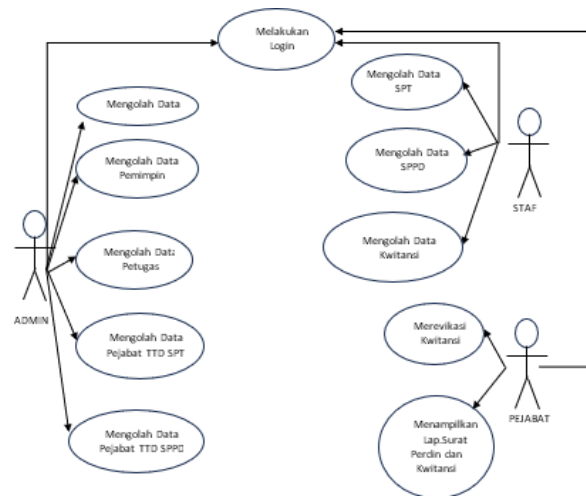 Melakukan
Login
Mengolah Data
Mengolah Data
Pemimpin
Mengolah Data
Petugas
Mengolah Data
Pejabat TTD SPT
Mengolah Data
Pejabat TTD SPPD
ADMIN
Mengolah Data
SPT
Mengolah Data
SPPD
Mengolah Data
Kwitansi
STAF
Merevikasi
Kwitansi
Menampilkan
Lap.Surat
Perdin dan
Kwitansi
PEJABAT